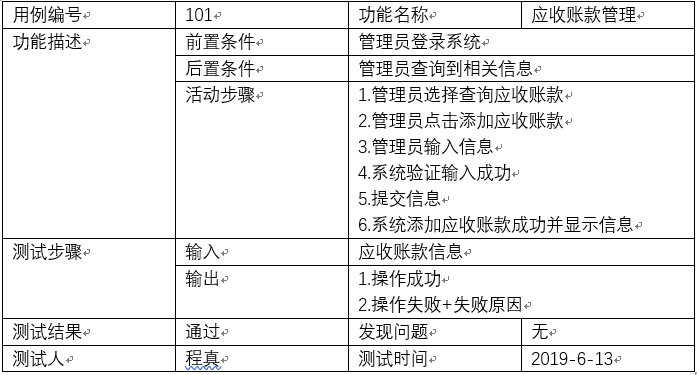 用例编号 101 功能名称 应收账款管理
功能描述 前置条件 管理员登录系统
后置条件 管理员查询到相关信息
活动步骤 1.管理员选择查询应收账款
2.管理员点击添加应收账款
3.管理员输入信息
4.系统验证输入成功
5.提交信息
6.系统添加应收账款成功并显示信息
测试步骤 输入 应收账款信息
输出 1.操作成功
2.操作失败+失败原因
测试结果 通过 发现问题 无
测试人 程真 测试时间 2019-6-13